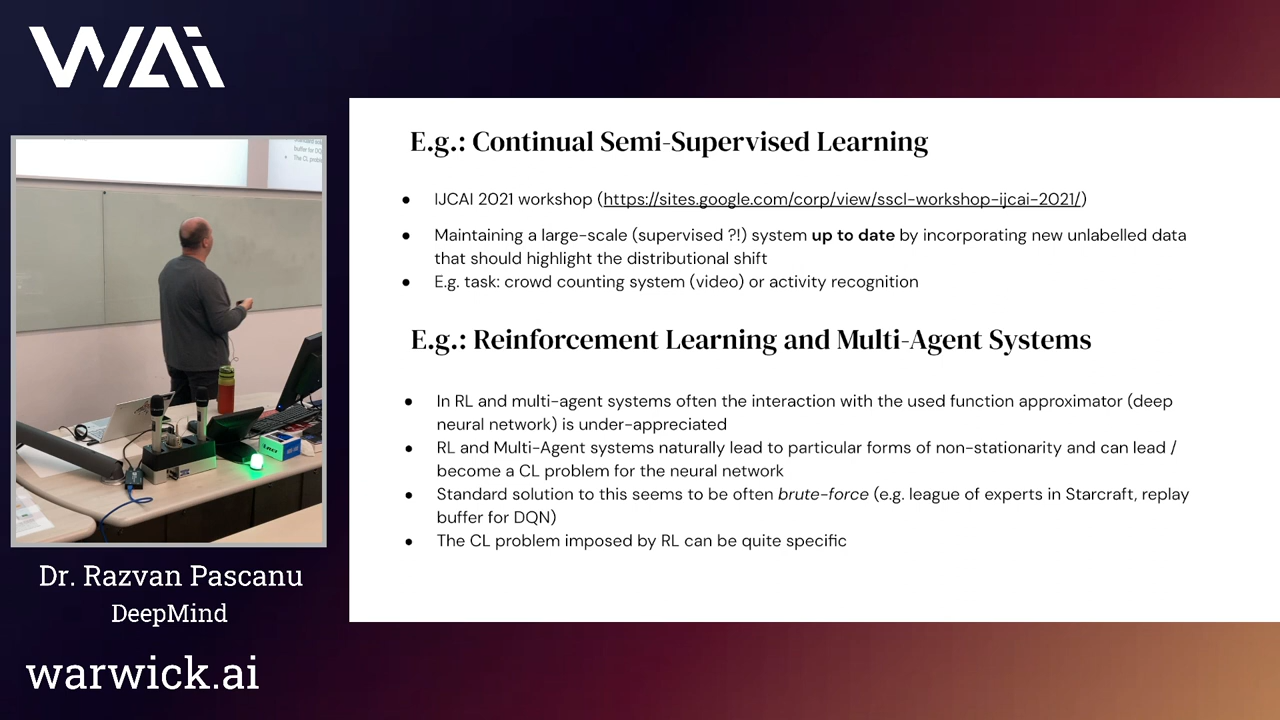 WAi
E.g.: Continual Semi-Supervised Learning
● IJCAI 2021 workshop (https://sites.google.com/corp/view/sscl-workshop-ijcai-2021/)
● Maintaining a large-scale (supervised ?!) system up to date by incorporating new unlabelled data
that should highlight the distributional shift
● E.g. task: crowd counting system (video) or activity recognition
E.g.: Reinforcement Learning and Multi-Agent Systems
● In RL and multi-agent systems often the interaction with the used function approximator (deep
neural network) is under-appreciated
● RL and Multi-Agent systems naturally lead to particular forms of non-stationarity and can lead /
become a CL problem for the neural network
● Standard solution to this seems to be often brute-force (e.g. league of experts in Starcraft, replay
buffer for DQN)
● The CL problem imposed by RL can be quite specific
buffer for DQ
The CL proble
Dr. Razvan Pascanu
DeepMind
warwick.ai